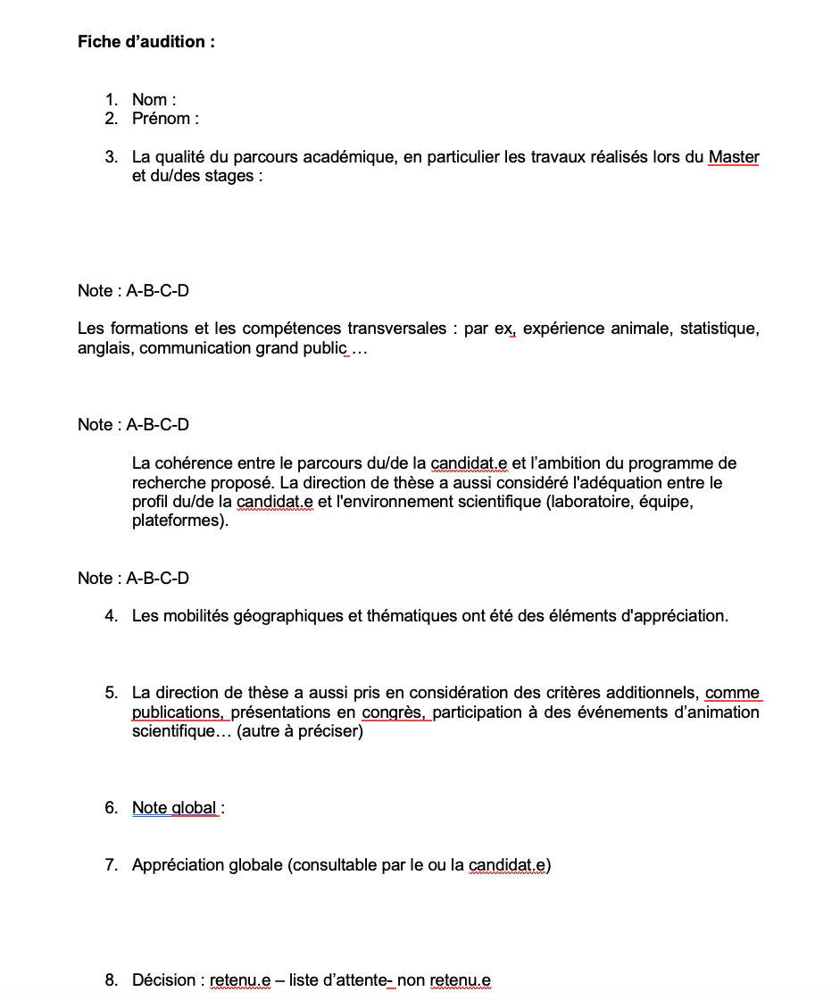 Fiche d’audition :
1. Nom :
2. Prénom :
3. La qualité du parcours académique, en particulier les travaux réalisés lors du Master
et du/des stages :
Note : A-B-C-D
Les formations et les compétences transversales : par ex, expérience animale, statistique,
anglais, communication grand public …
Note : A-B-C-D
La cohérence entre le parcours du/de la candidat.e et l’ambition du programme de
recherche proposé. La direction de thèse a aussi considéré l'adéquation entre le
profil du/de la candidat.e et l'environnement scientifique (laboratoire, équipe,
plateformes).
Note : A-B-C-D
4. Les mobilités géographiques et thématiques ont été des éléments d'appréciation.
5. La direction de thèse a aussi pris en considération des critères additionnels, comme
publications, présentations en congrès, participation à des événements d’animation
scientifique… (autre à préciser)
6. Note global :
7. Appréciation globale (consultable par le ou la candidat.e)
8. Décision : retenu.e – liste d’attente- non retenu.e